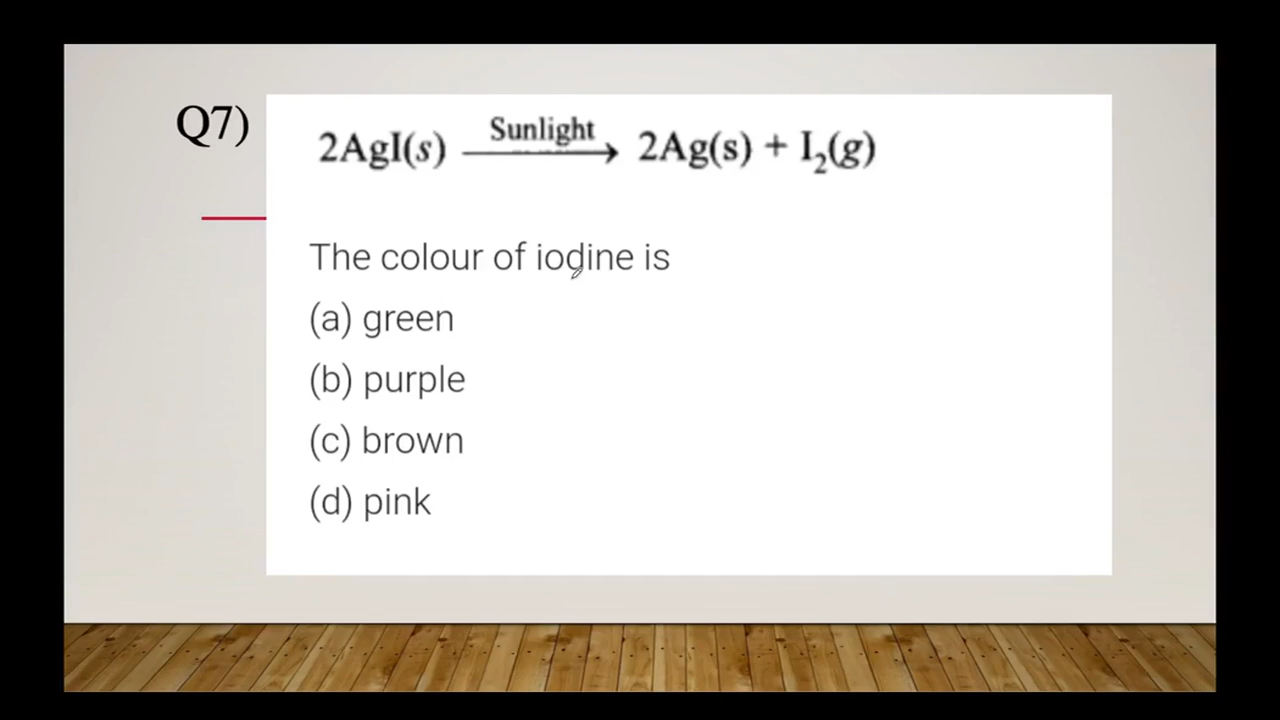 Q7)
2AgI(s) Sunlight⟶ 2Ag(s) + I₂(g)
The colour of iodine is
(a) green
(b) purple
(c) brown
(d) pink